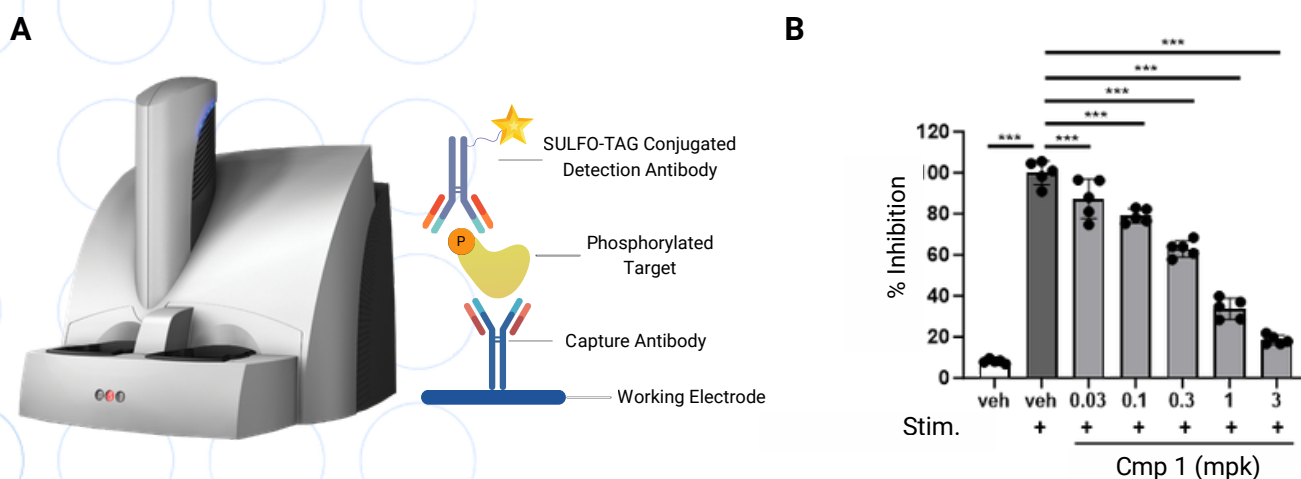 A
SULFO-TAG Conjugated
Detection Antibody
P
Phosphorylated
Target
Capture Antibody
Working Electrode
B
***
***
***
***
*** ***
% Inhibition
120
100
80
60
40
20
0
veh veh 0.03 0.1 0.3 1 3
Stim. + + + + + +
Cmp 1 (mpk)